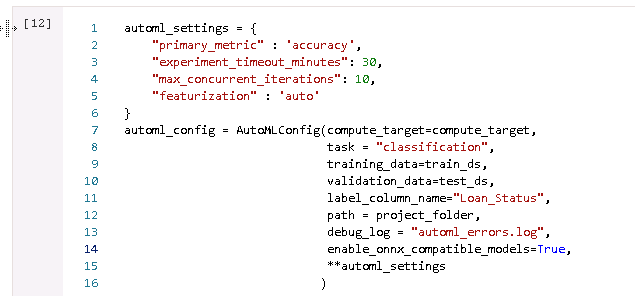 [12]
1 automl_settings = {
2     "primary_metric" : 'accuracy',
3     "experiment_timeout_minutes": 30,
4     "max_concurrent_iterations": 10,
5     "featurization" : 'auto'
6 }
7 automl_config = AutoMLConfig(compute_target=compute_target,
8                              task = "classification",
9                              training_data=train_ds,
10                              validation_data=test_ds,
11                              label_column_name="Loan_Status",
12                              path = project_folder,
13                              debug_log = "automl_errors.log",
14                              enable_onnx_compatible_models=True,
15                              **automl_settings
16                             )